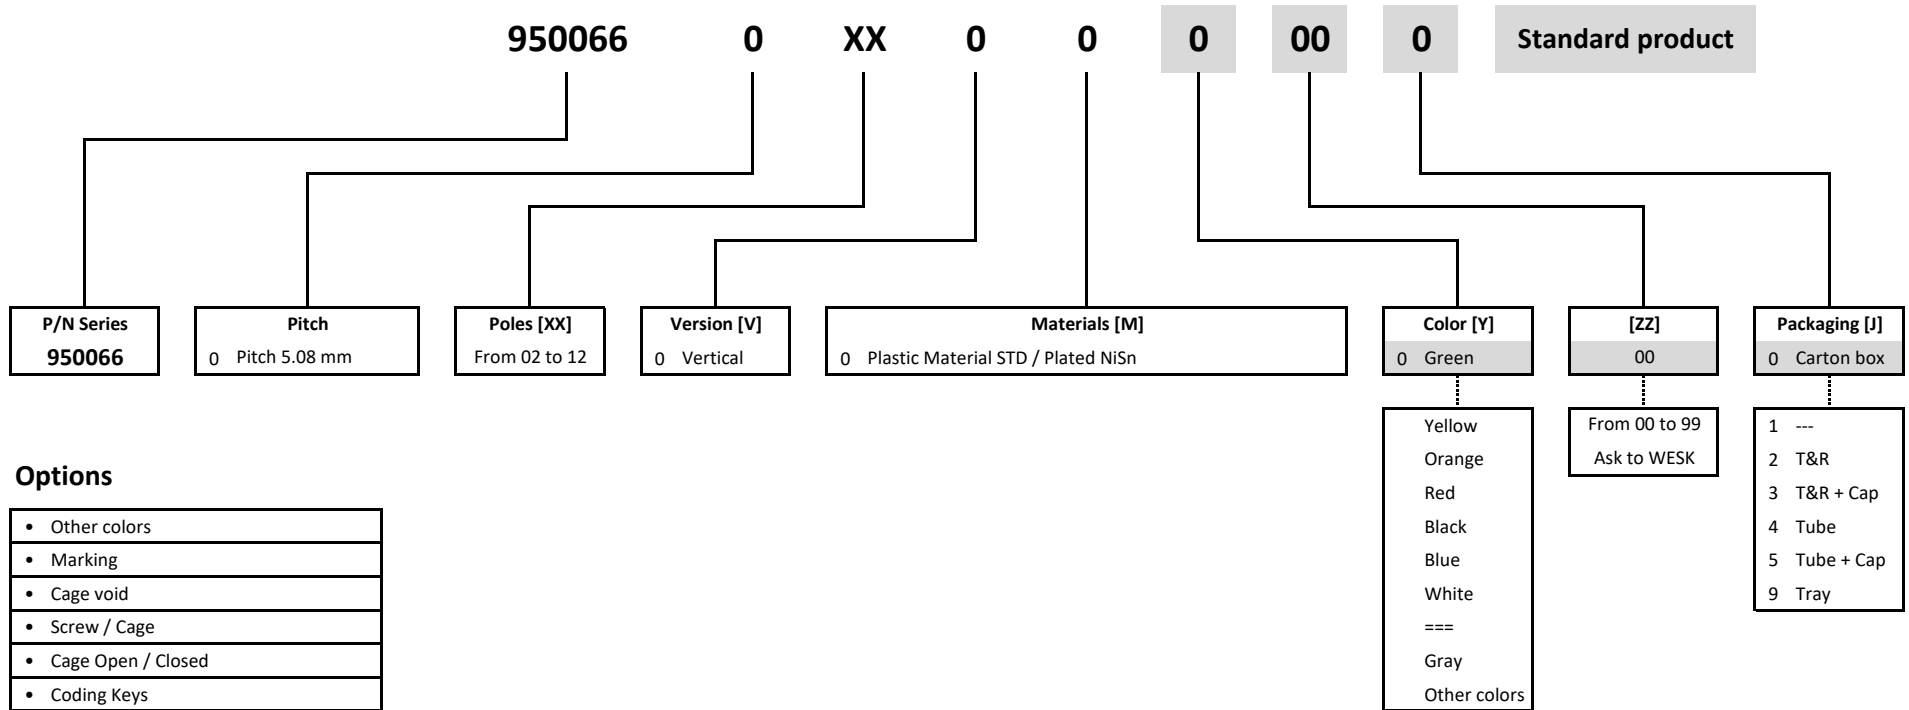 950066 0 XX 0 0 0 00 0 Standard product
P/N Series
950066
Pitch
0 Pitch 5.08 mm
Poles [XX]
From 02 to 12
Version [V]
0 Vertical
Materials [M]
0 Plastic Material STD / Plated NiSn
Color [Y]
0 Green
Yellow
Orange
Red
Black
Blue
White
===
Gray
Other colors
[ZZ]
00
From 00 to 99
Ask to WESK
Packaging [J]
0 Carton box
1 ---
2 T&R
3 T&R + Cap
4 Tube
5 Tube + Cap
9 Tray
Options
• Other colors
• Marking
• Cage void
• Screw / Cage
• Cage Open / Closed
• Coding Keys